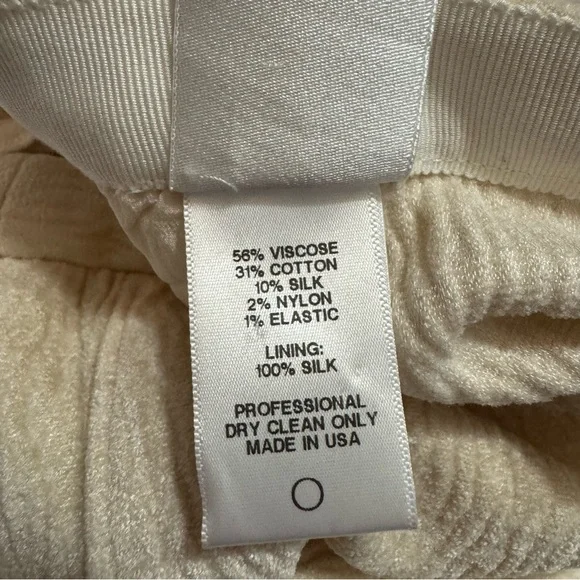 56% VISCOSE
31% COTTON
10% SILK
2% NYLON
1% ELASTIC
LINING:
100% SILK
PROFESSIONAL
DRY CLEAN ONLY
MADE IN USA